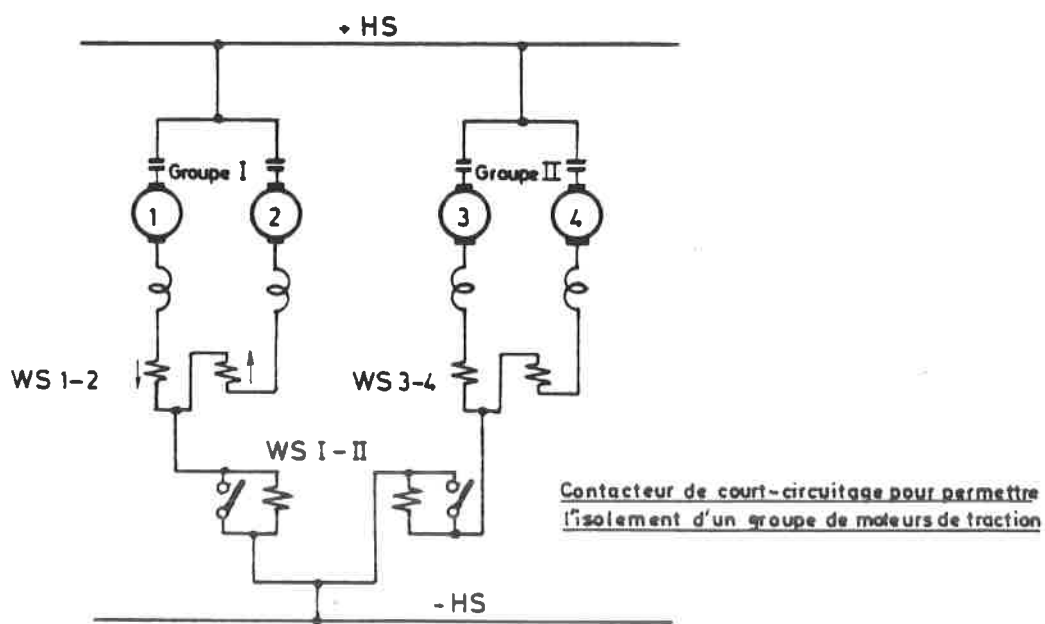 + HS
Groupe I
Groupe II
1
2
3
4
WS 1-2
WS 3-4
WS I - II
Contacteur de court-circuitage pour permettre
l'isolement d'un groupe de moteurs de traction
- HS